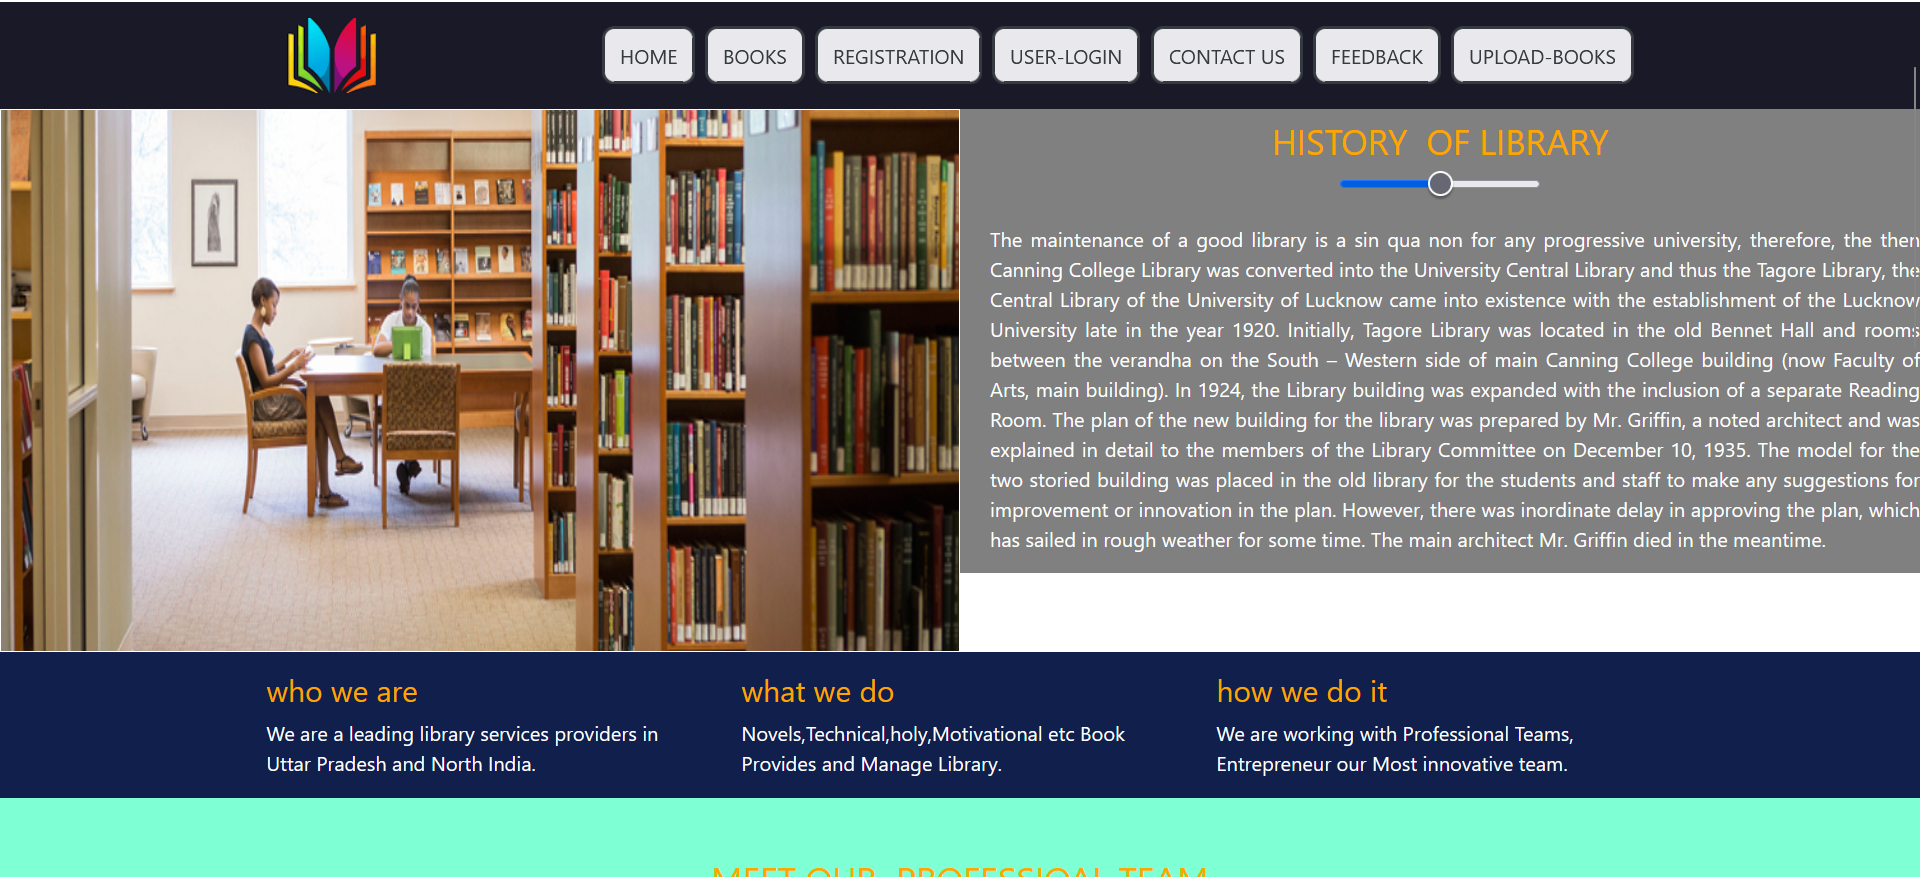 HOME BOOKS REGISTRATION USER-LOGIN CONTACT US FEEDBACK UPLOAD-BOOKS
HISTORY OF LIBRARY
The maintenance of a good library is a sin qua non for any progressive university, therefore, the then
Canning College Library was converted into the University Central Library and thus the Tagore Library, the
Central Library of the University of Lucknow came into existence with the establishment of the Lucknow
University late in the year 1920. Initially, Tagore Library was located in the old Bennet Hall and rooms
between the verandha on the South – Western side of main Canning College building (now Faculty of
Arts, main building). In 1924, the Library building was expanded with the inclusion of a separate Reading
Room. The plan of the new building for the library was prepared by Mr. Griffin, a noted architect and was
explained in detail to the members of the Library Committee on December 10, 1935. The model for the
two storied building was placed in the old library for the students and staff to make any suggestions for
improvement or innovation in the plan. However, there was inordinate delay in approving the plan, which
has sailed in rough weather for some time. The main architect Mr. Griffin died in the meantime.
who we are
We are a leading library services providers in
Uttar Pradesh and North India.
what we do
Novels,Technical,holy,Motivational etc Book
Provides and Manage Library.
how we do it
We are working with Professional Teams,
Entrepreneur our Most innovative team.
MEET OUR PROFESSIOAL TEAM